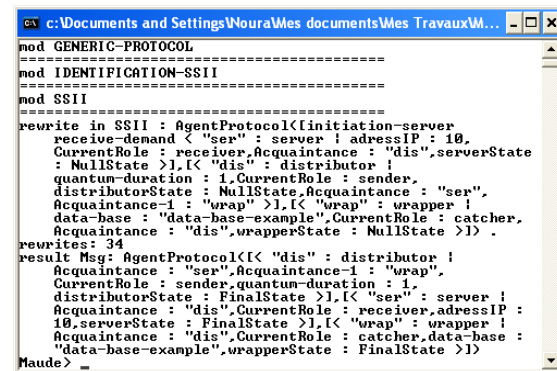 c:\Documents and Settings\Noura\Mes documents\Mes Travaux\M...
mod GENERIC-PROTOCOL
==========================================
mod IDENTIFICATION-SSII
==========================================
mod SSII
==========================================
rewrite in SSII : AgentProtocol([initiation-server
receive-demand < "ser" : server | adressIP : 10,
CurrentRole : receiver,Acquaintance : "dis",serverState
: NullState >],[< "dis" : distributor |
quantum-duration : 1,CurrentRole : sender,
distributorState : NullState,Acquaintance : "ser",
Acquaintance-1 : "wrap" >],[< "wrap" : wrapper |
data-base : "data-base-example",CurrentRole : catcher,
Acquaintance : "dis",wrapperState : NullState >]) .
rewrites: 34
result Msg: AgentProtocol([< "dis" : distributor |
Acquaintance : "ser",Acquaintance-1 : "wrap",
CurrentRole : sender,quantum-duration : 1,
distributorState : FinalState >],[< "ser" : server |
Acquaintance : "dis",CurrentRole : receiver,adressIP :
10,serverState : FinalState >],[< "wrap" : wrapper |
Acquaintance : "dis",CurrentRole : catcher,data-base :
"data-base-example",wrapperState : FinalState >])
Maude> _